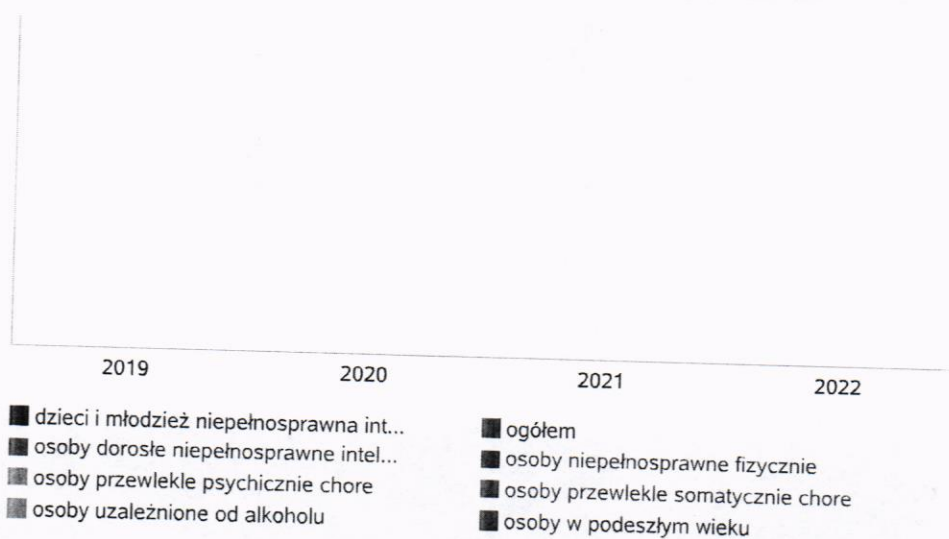 2019
2020
2021
2022
dzieci i młodzież niepełnosprawna int...
osoby dorosłe niepełnosprawne intel...
osoby przewlekle psychicznie chore
osoby uzależnione od alkoholu
ogółem
osoby niepełnosprawne fizycznie
osoby przewlekle somatycznie chore
osoby w podeszłym wieku